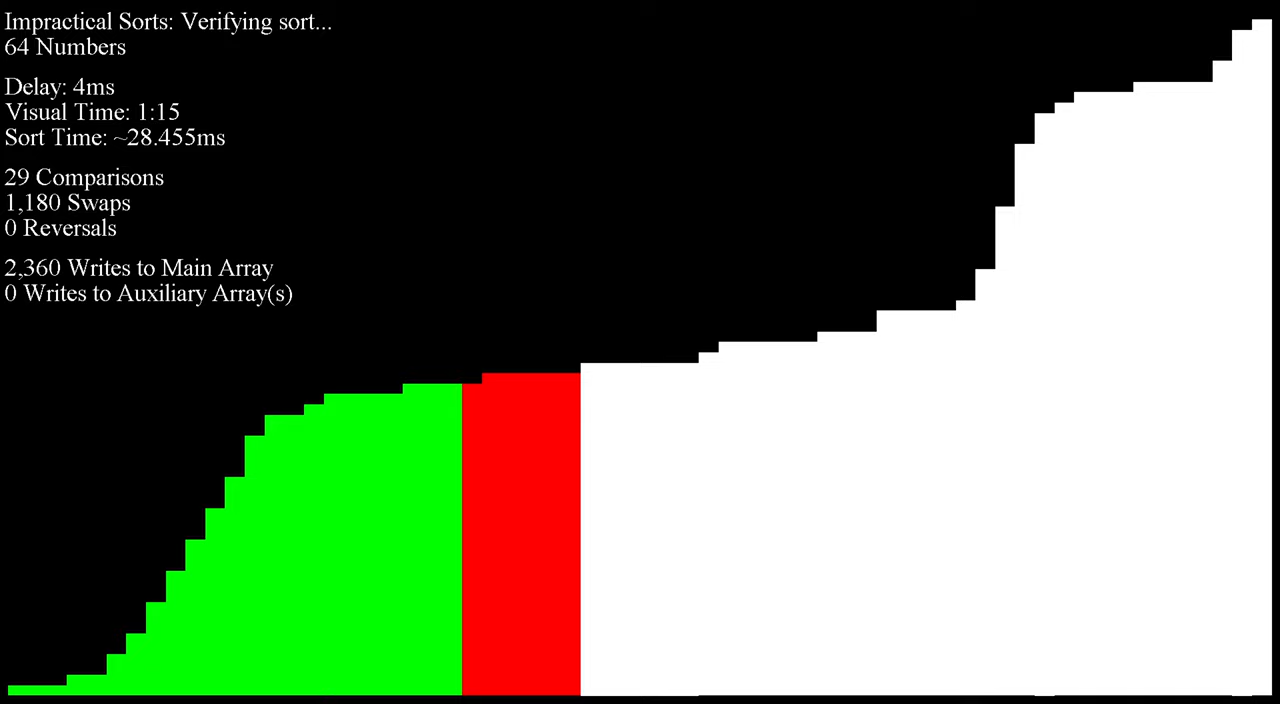 Impractical Sorts: Verifying sort...
64 Numbers
Delay: 4ms
Visual Time: 1:15
Sort Time: ~28.455ms
29 Comparisons
1,180 Swaps
0 Reversals
2,360 Writes to Main Array
0 Writes to Auxiliary Array(s)